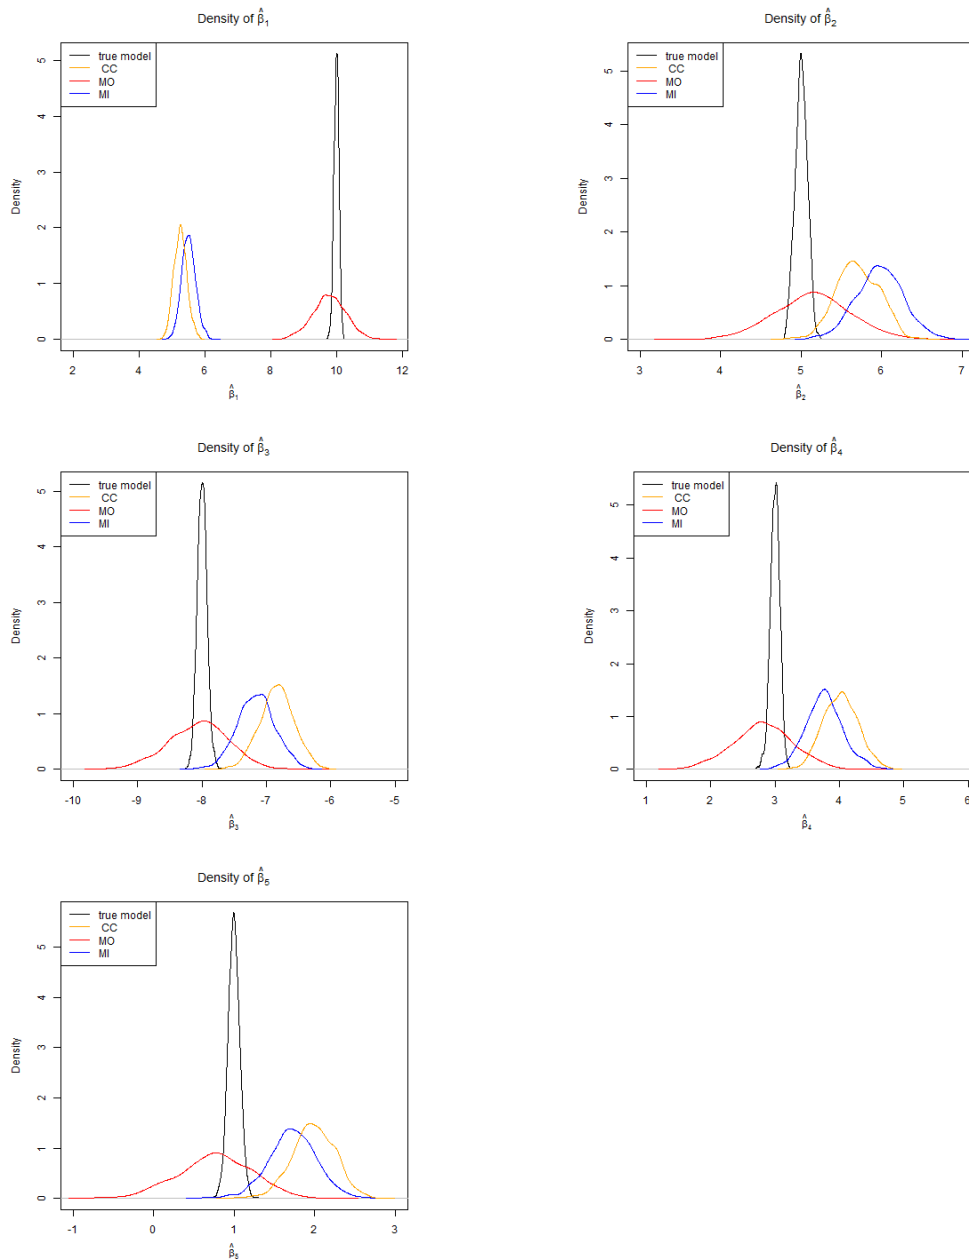 Density of β̂₁
true model
CC
MO
MI
Density
0 1 2 3 4 5
2 4 6 8 10 12
β̂₁
Density of β̂₂
true model
CC
MO
MI
Density
0 1 2 3 4 5
3 4 5 6 7
β̂₂
Density of β̂₃
true model
CC
MO
MI
Density
0 1 2 3 4 5
-10 -9 -8 -7 -6 -5
β̂₃
Density of β̂₄
true model
CC
MO
MI
Density
0 1 2 3 4 5
1 2 3 4 5 6
β̂₄
Density of β̂₅
true model
CC
MO
MI
Density
0 1 2 3 4 5
-1 0 1 2 3
β̂₅